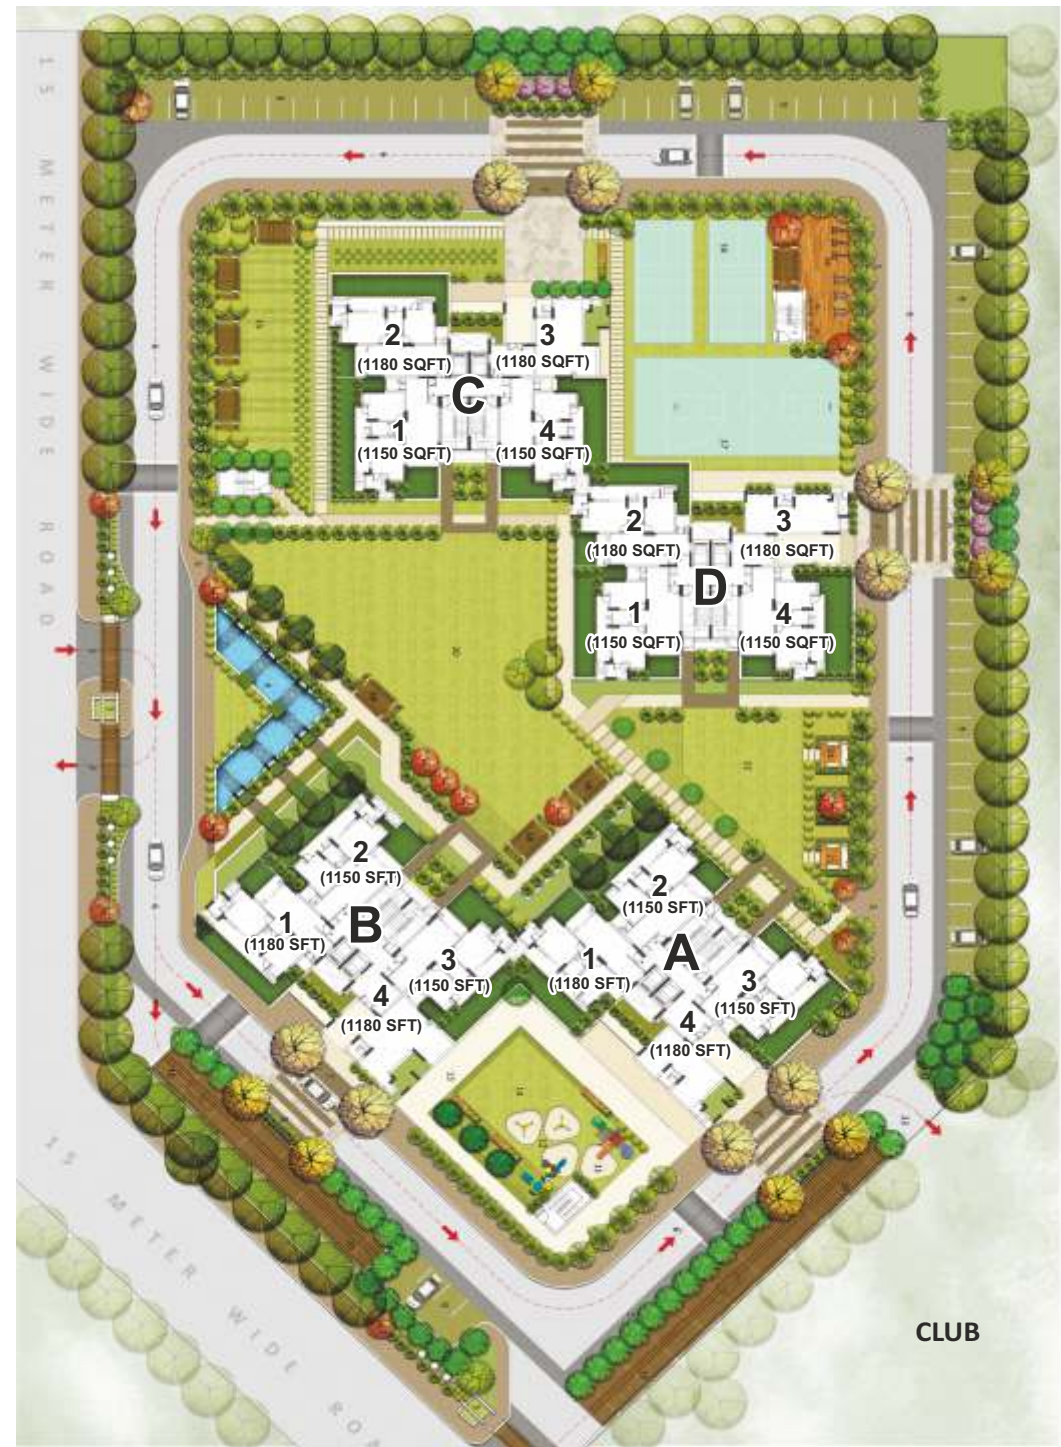 15 METER WIDE ROAD
2
(1180 SQFT)
3
(1180 SQFT)
C
1
(1150 SQFT)
4
(1150 SQFT)
2
(1180 SQFT)
3
(1180 SQFT)
D
1
(1150 SQFT)
4
(1150 SQFT)
2
(1150 SFT)
B
1
(1180 SFT)
3
(1150 SFT)
4
(1180 SFT)
2
(1150 SFT)
A
1
(1180 SFT)
3
(1150 SFT)
4
(1180 SFT)
15 METER WIDE ROA
CLUB